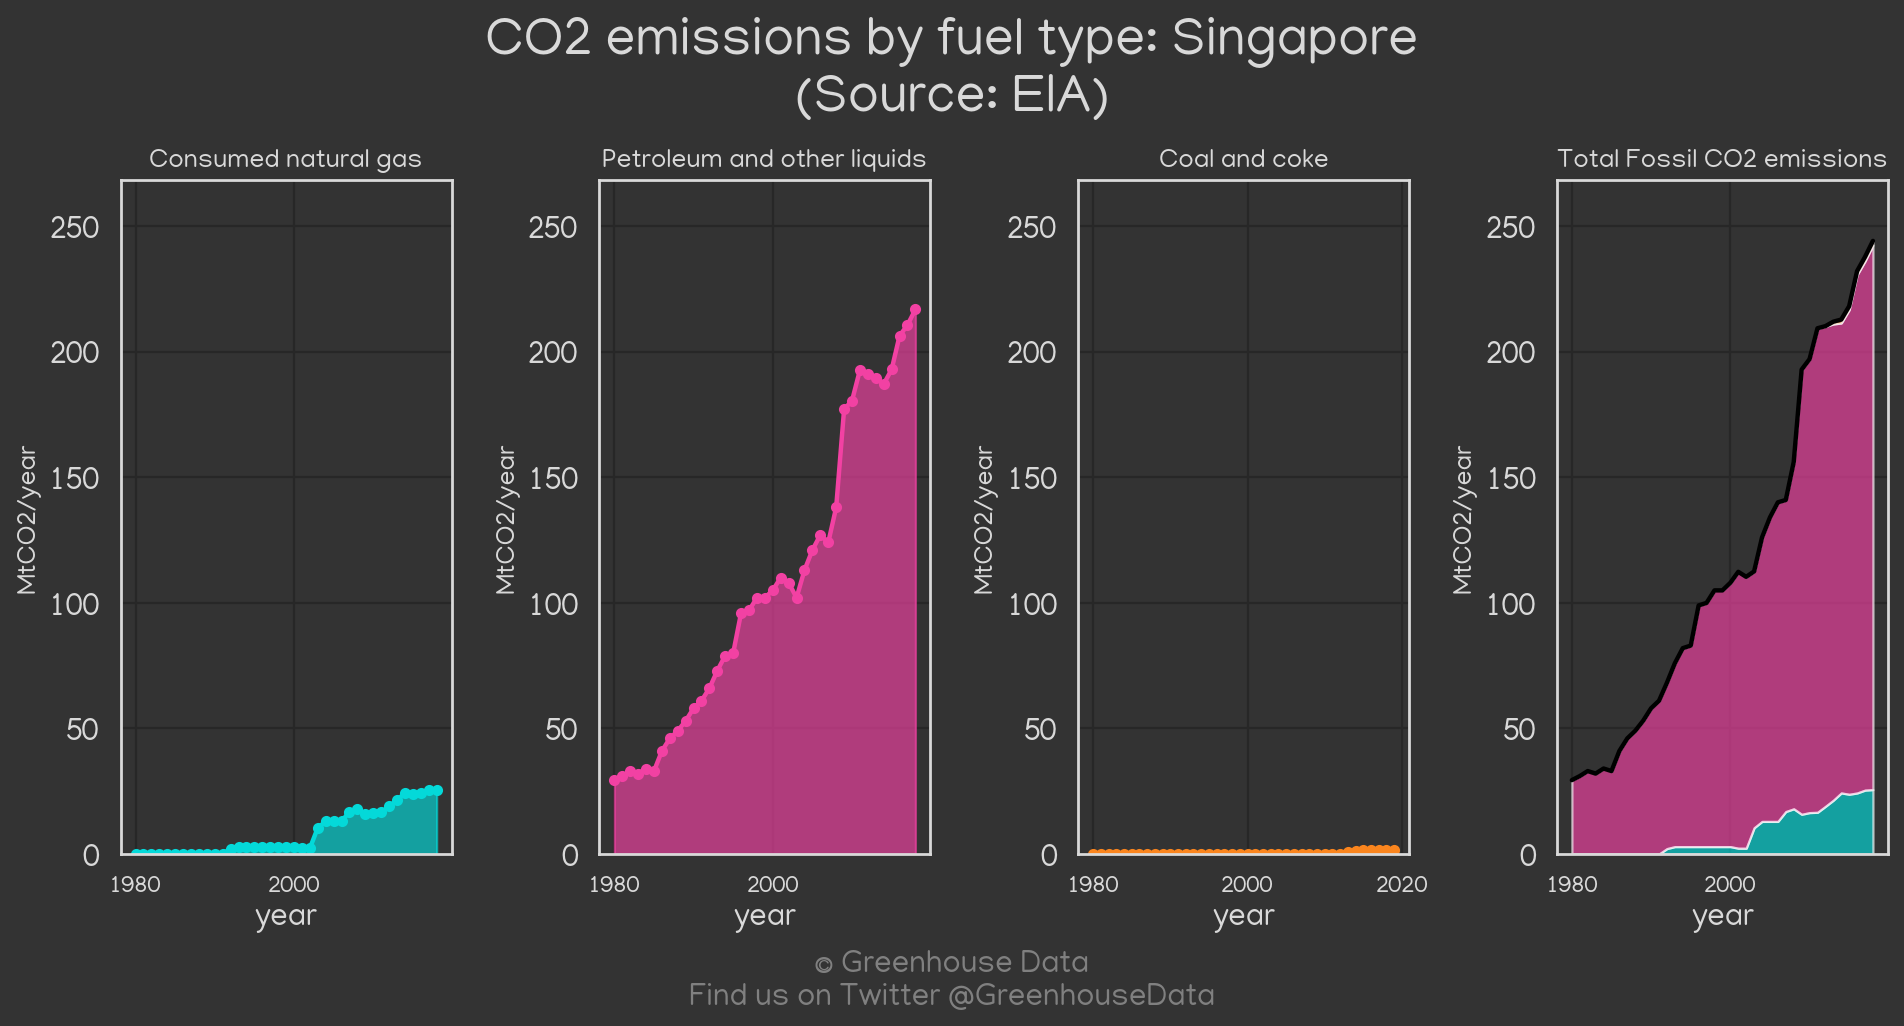 CO2 emissions by fuel type: Singapore
(Source: EIA)
Consumed natural gas
Petroleum and other liquids
Coal and coke
Total Fossil CO2 emissions
250
200
150
100
50
0
MtCO2/year
1980
2000
year
250
200
150
100
50
0
MtCO2/year
1980
2000
year
250
200
150
100
50
0
MtCO2/year
1980
2000
2020
year
250
200
150
100
50
0
MtCO2/year
1980
2000
year
© Greenhouse Data
Find us on Twitter @GreenhouseData